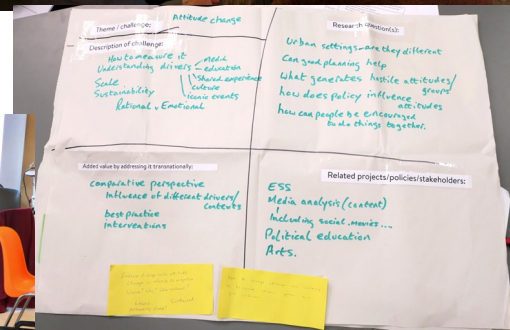 Theme / challenge:
Attitude change
Description of challenge:
How to measure it
Understanding drivers
media
education
shared experience
culture
iconic events
Scale
Sustainability
Rational v Emotional
Research question(s):
Urban settings - are they different
Can good planning help
What generates hostile attitudes/
groups
how does policy influence
attitudes
how can people be encouraged
to do things together.
Added value by addressing it transnationally:
comparative perspective
Influence of different drivers/
contexts
best practice
interventions
Related projects/policies/stakeholders:
ESS
Media analysis (content)
Including social, movies...
Political education
Arts.